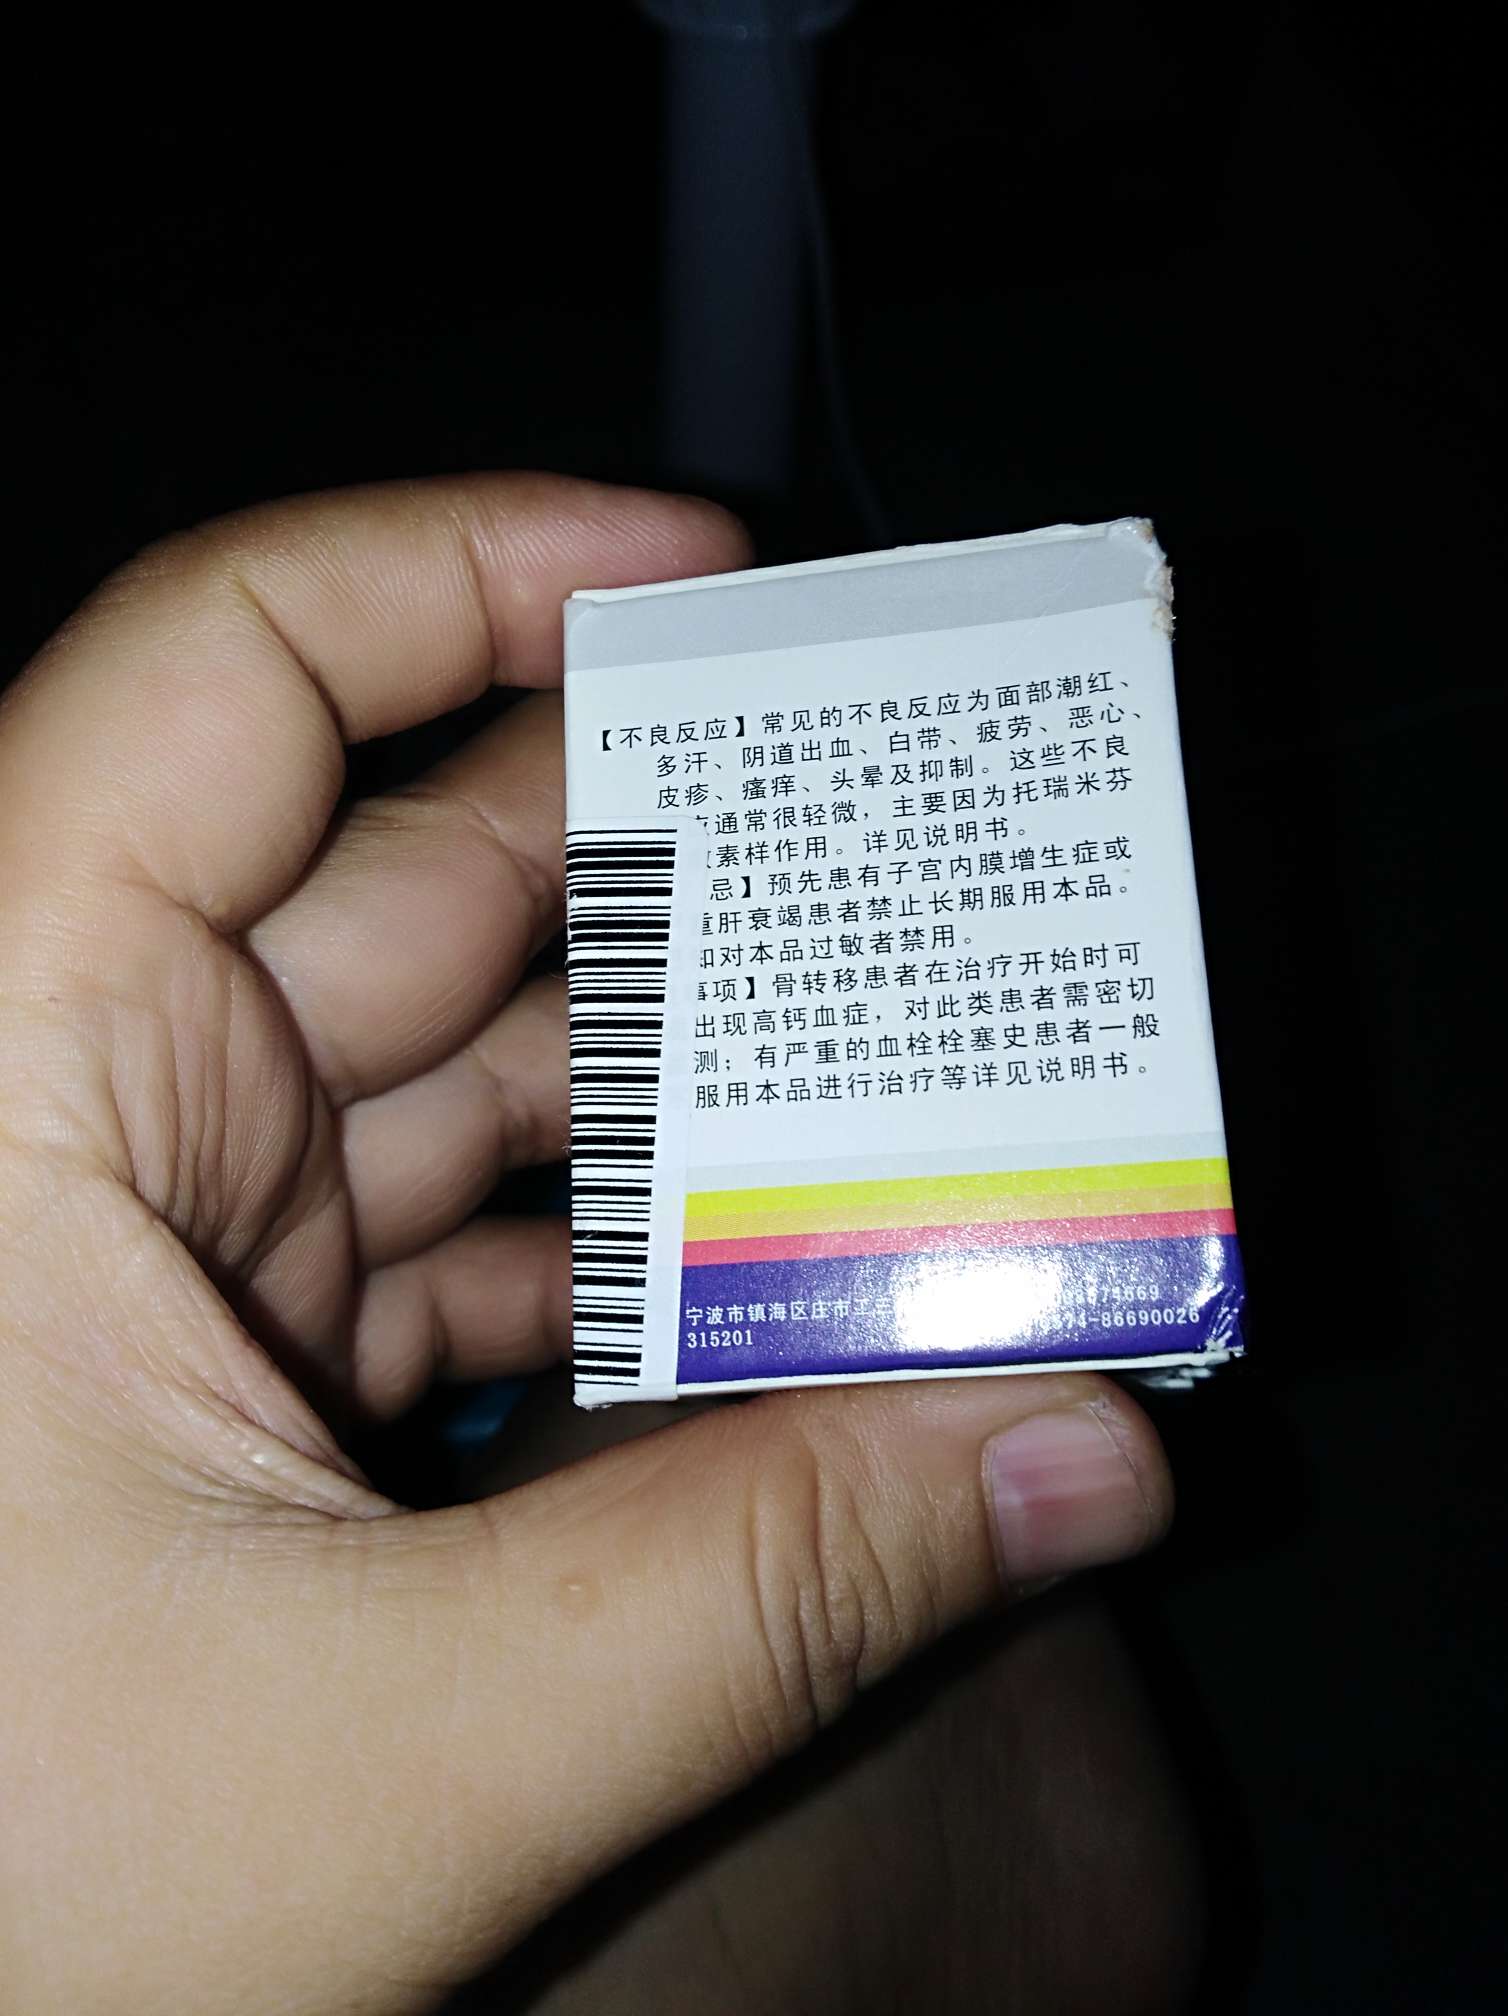 【不良反应】常见的不良反应为面部潮红、
多汗、阴道出血、白带、疲劳、恶心、
皮疹、瘙痒、头晕及抑制。这些不良
通常很轻微，主要因为托瑞米芬
素样作用。详见说明书。
忌】预先患有子宫内膜增生症或
重肝衰竭患者禁止长期服用本品。
知对本品过敏者禁用。
事项】骨转移患者在治疗开始时可
出现高钙血症，对此类患者需密切
测；有严重的血栓栓塞史患者一般
服用本品进行治疗等详见说明书。
宁波市镇海区庄市工
-86690026
315201